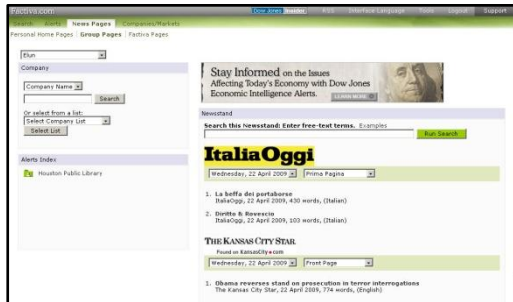 Factiva.com
Dow Jones Insider RSS Interface Language Tools Logout Support
Search Alerts News Pages Companies/Markets
Personal Home Pages Group Pages Factiva Pages
Elun
Company
Company Name
Search
Or select from a list:
Select Company List
Select List
Alerts Index
Houston Public Library
Stay Informed on the Issues
Affecting Today's Economy with Dow Jones
Economic Intelligence Alerts. LEARN MORE
Newsstand
Search this Newsstand: Enter free-text terms. Examples
Run Search
ItaliaOggi
Wednesday, 22 April 2009 Prima Pagina
1. La beffa dei portaborse
ItaliaOggi, 22 April 2009, 430 words, (Italian)
2. Diritto & Rovescio
ItaliaOggi, 22 April 2009, 103 words, (Italian)
THE KANSAS CITY STAR.
Found on KansasCity.com
Wednesday, 22 April 2009 Front Page
1. Obama reverses stand on prosecution in terror interrogations
The Kansas City Star, 22 April 2009, 774 words, (English)